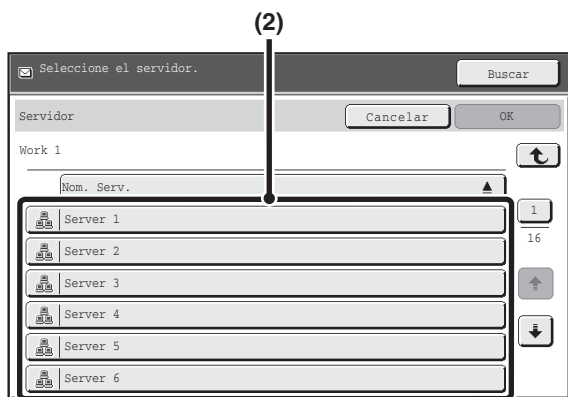 (2)
Seleccione el servidor.
Buscar
Servidor
Cancelar
OK
Work 1
Nom. Serv.
1
16
Server 1
Server 2
Server 3
Server 4
Server 5
Server 6